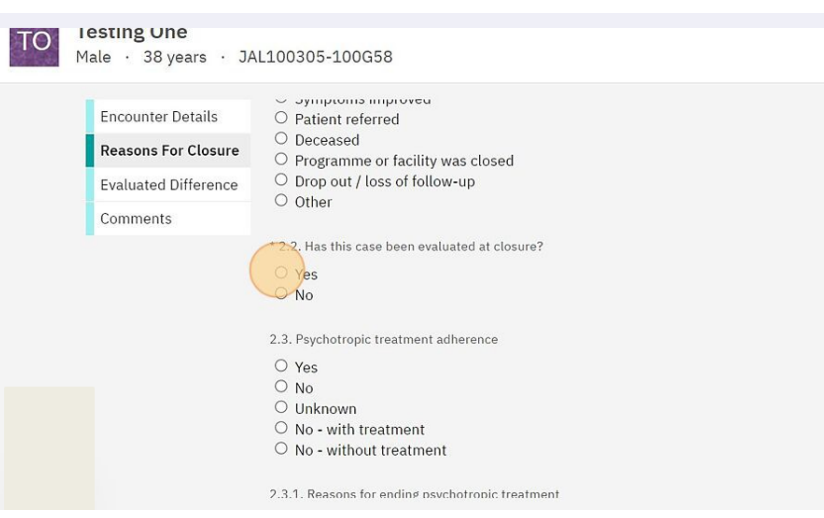 TO
Testing One
Male · 38 years · JAL100305-100G58
Encounter Details
Reasons For Closure
Evaluated Difference
Comments
Symptoms improved
Patient referred
Deceased
Programme or facility was closed
Drop out / loss of follow-up
Other
* 2.2. Has this case been evaluated at closure?
Yes
No
2.3. Psychotropic treatment adherence
Yes
No
Unknown
No - with treatment
No - without treatment
2.3.1. Reasons for ending psychotropic treatment